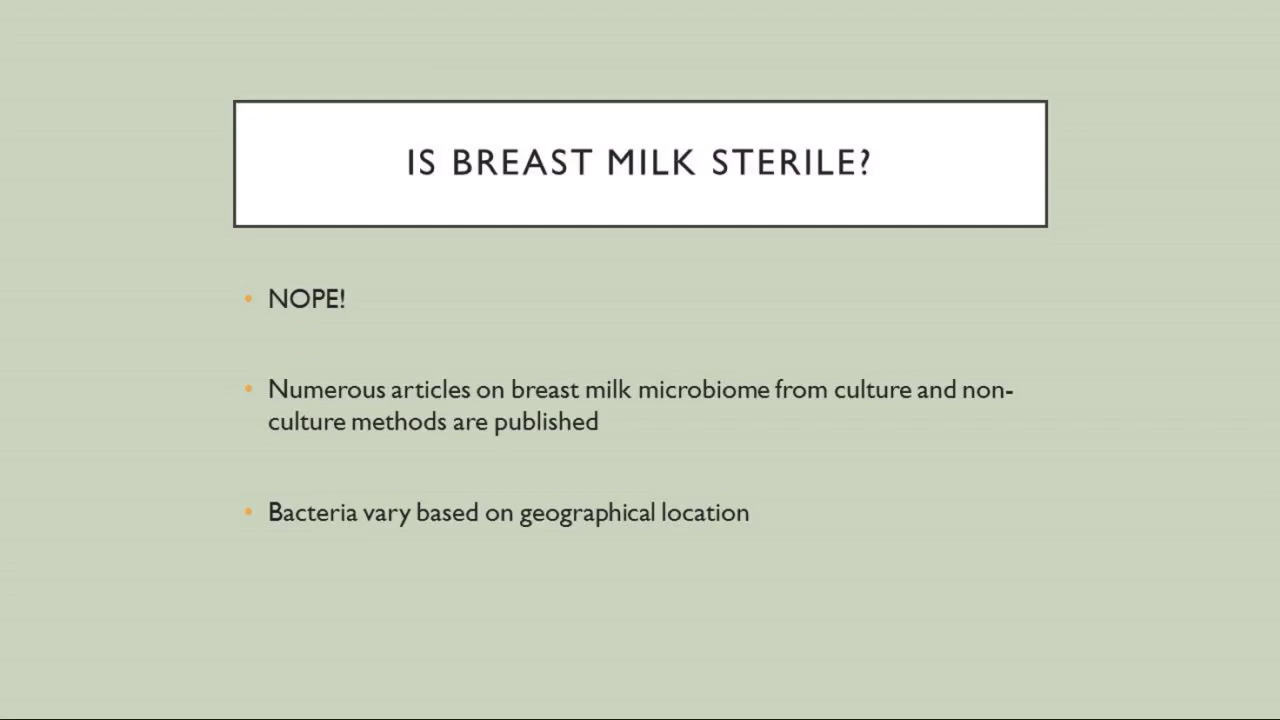 IS BREAST MILK STERILE?
• NOPE!
• Numerous articles on breast milk microbiome from culture and non-
culture methods are published
• Bacteria vary based on geographical location